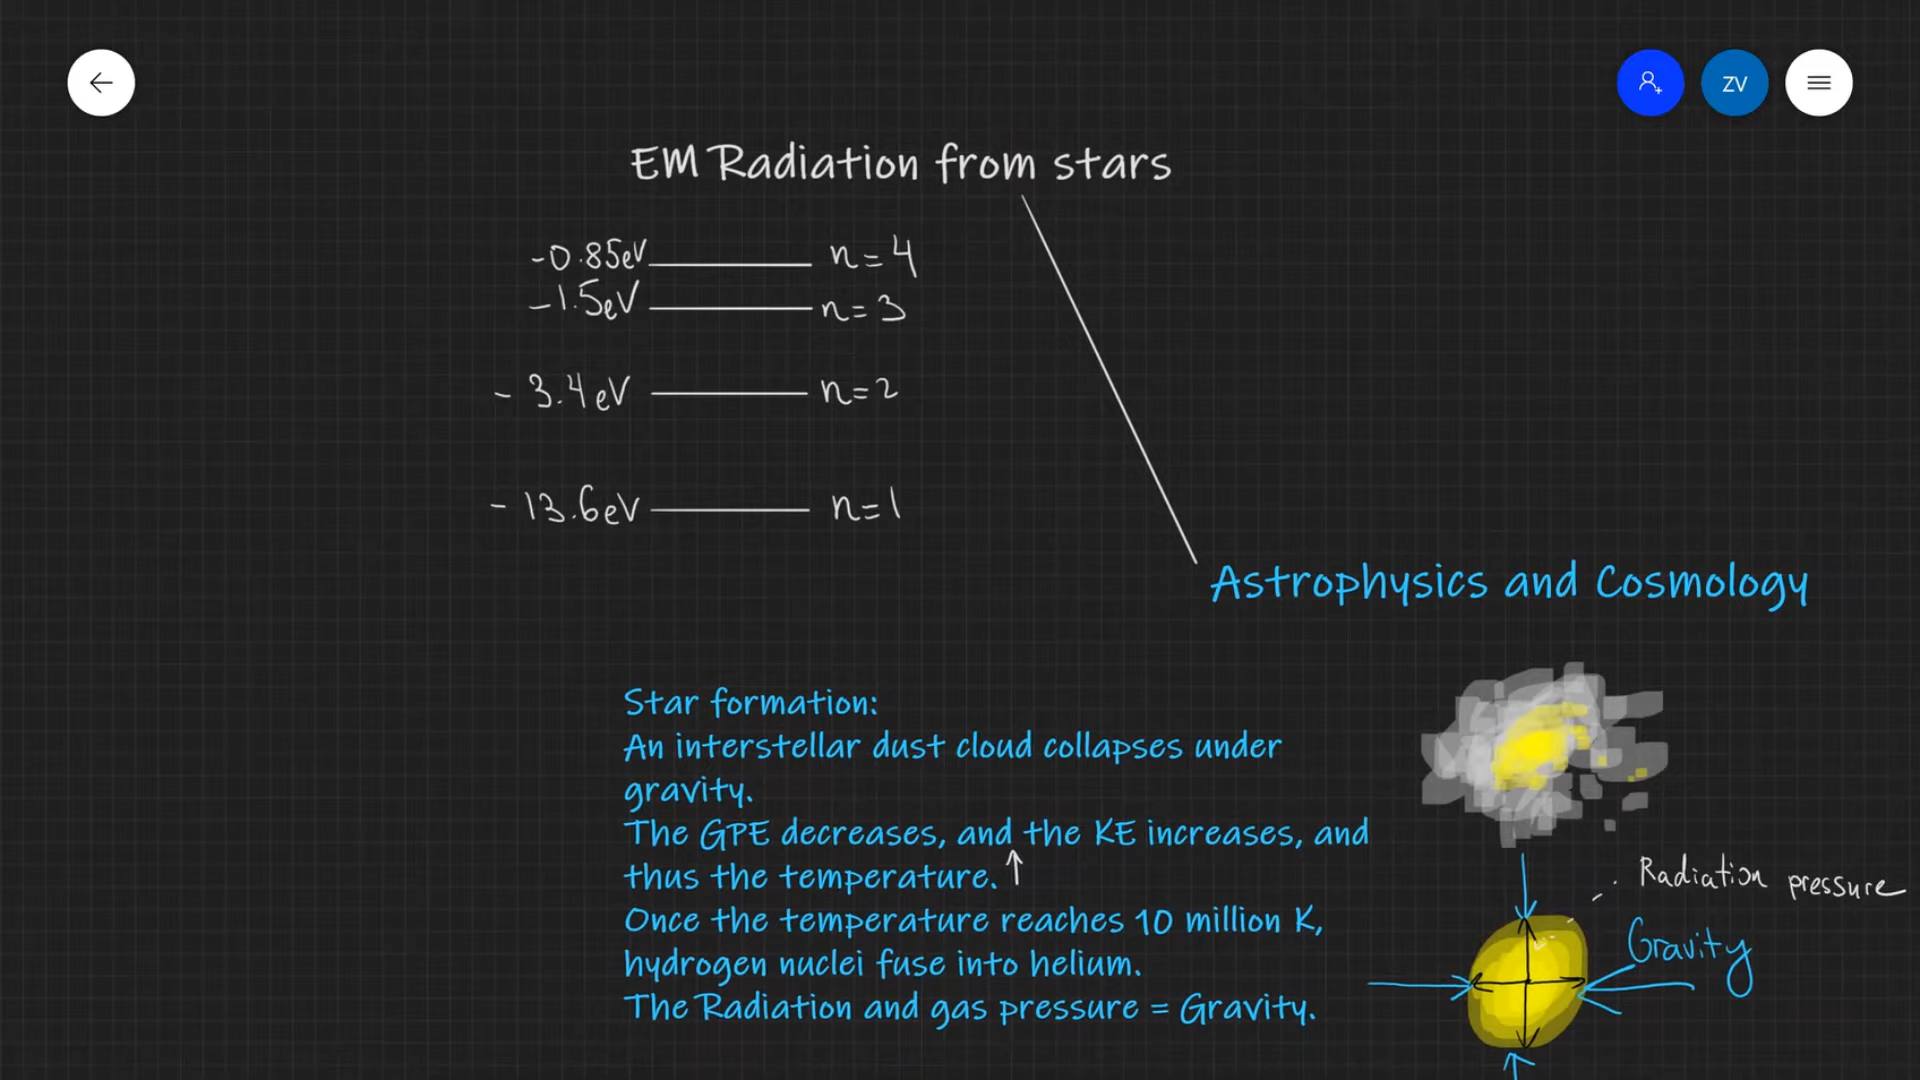 ZV
EM Radiation from stars
-0.85eV n=4
-1.5eV n=3
- 3.4eV n=2
- 13.6eV n=1
Astrophysics and Cosmology
Star formation:
An interstellar dust cloud collapses under
gravity.
The GPE decreases, and the KE increases, and
thus the temperature. ↑
Once the temperature reaches 10 million K,
hydrogen nuclei fuse into helium.
The Radiation and gas pressure = Gravity.
Radiation pressure
Gravity